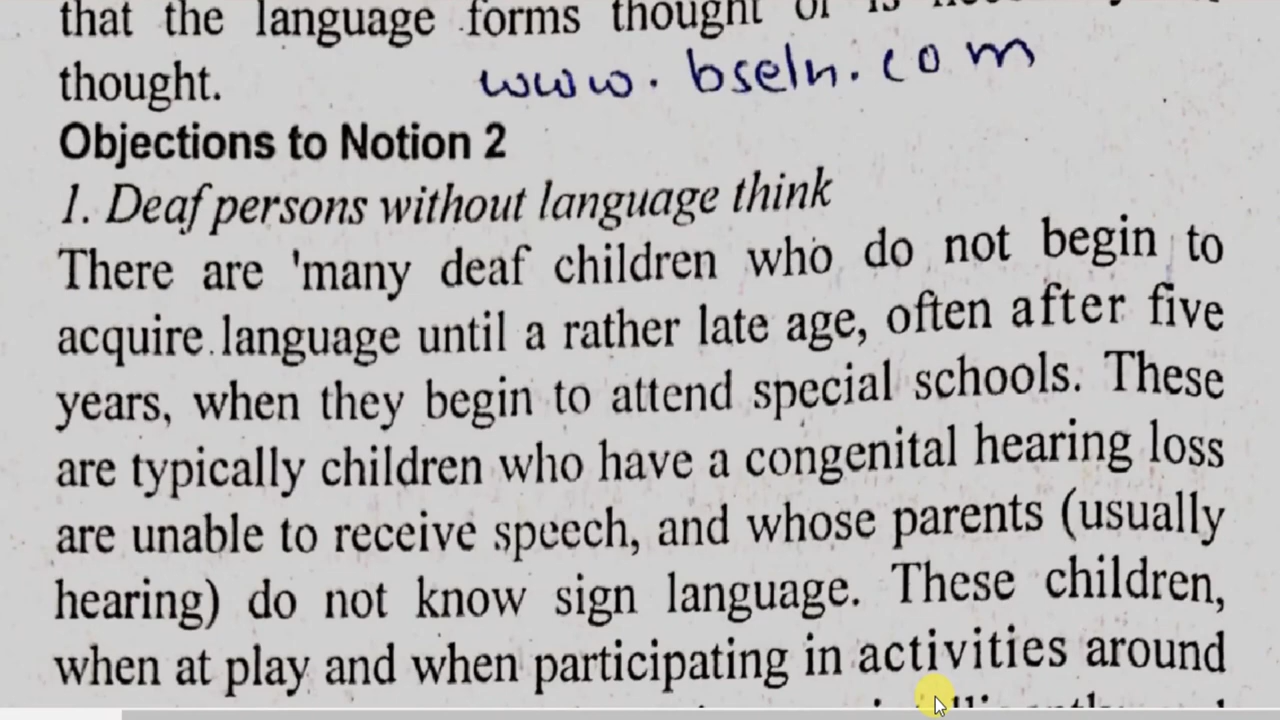 that the language forms thought or is
thought.
www.bseln.com
Objections to Notion 2
1. Deaf persons without language think
There are 'many deaf children who do not begin to
acquire language until a rather late age, often after five
years, when they begin to attend special schools. These
are typically children who have a congenital hearing loss
are unable to receive speech, and whose parents (usually
hearing) do not know sign language. These children,
when at play and when participating in activities around